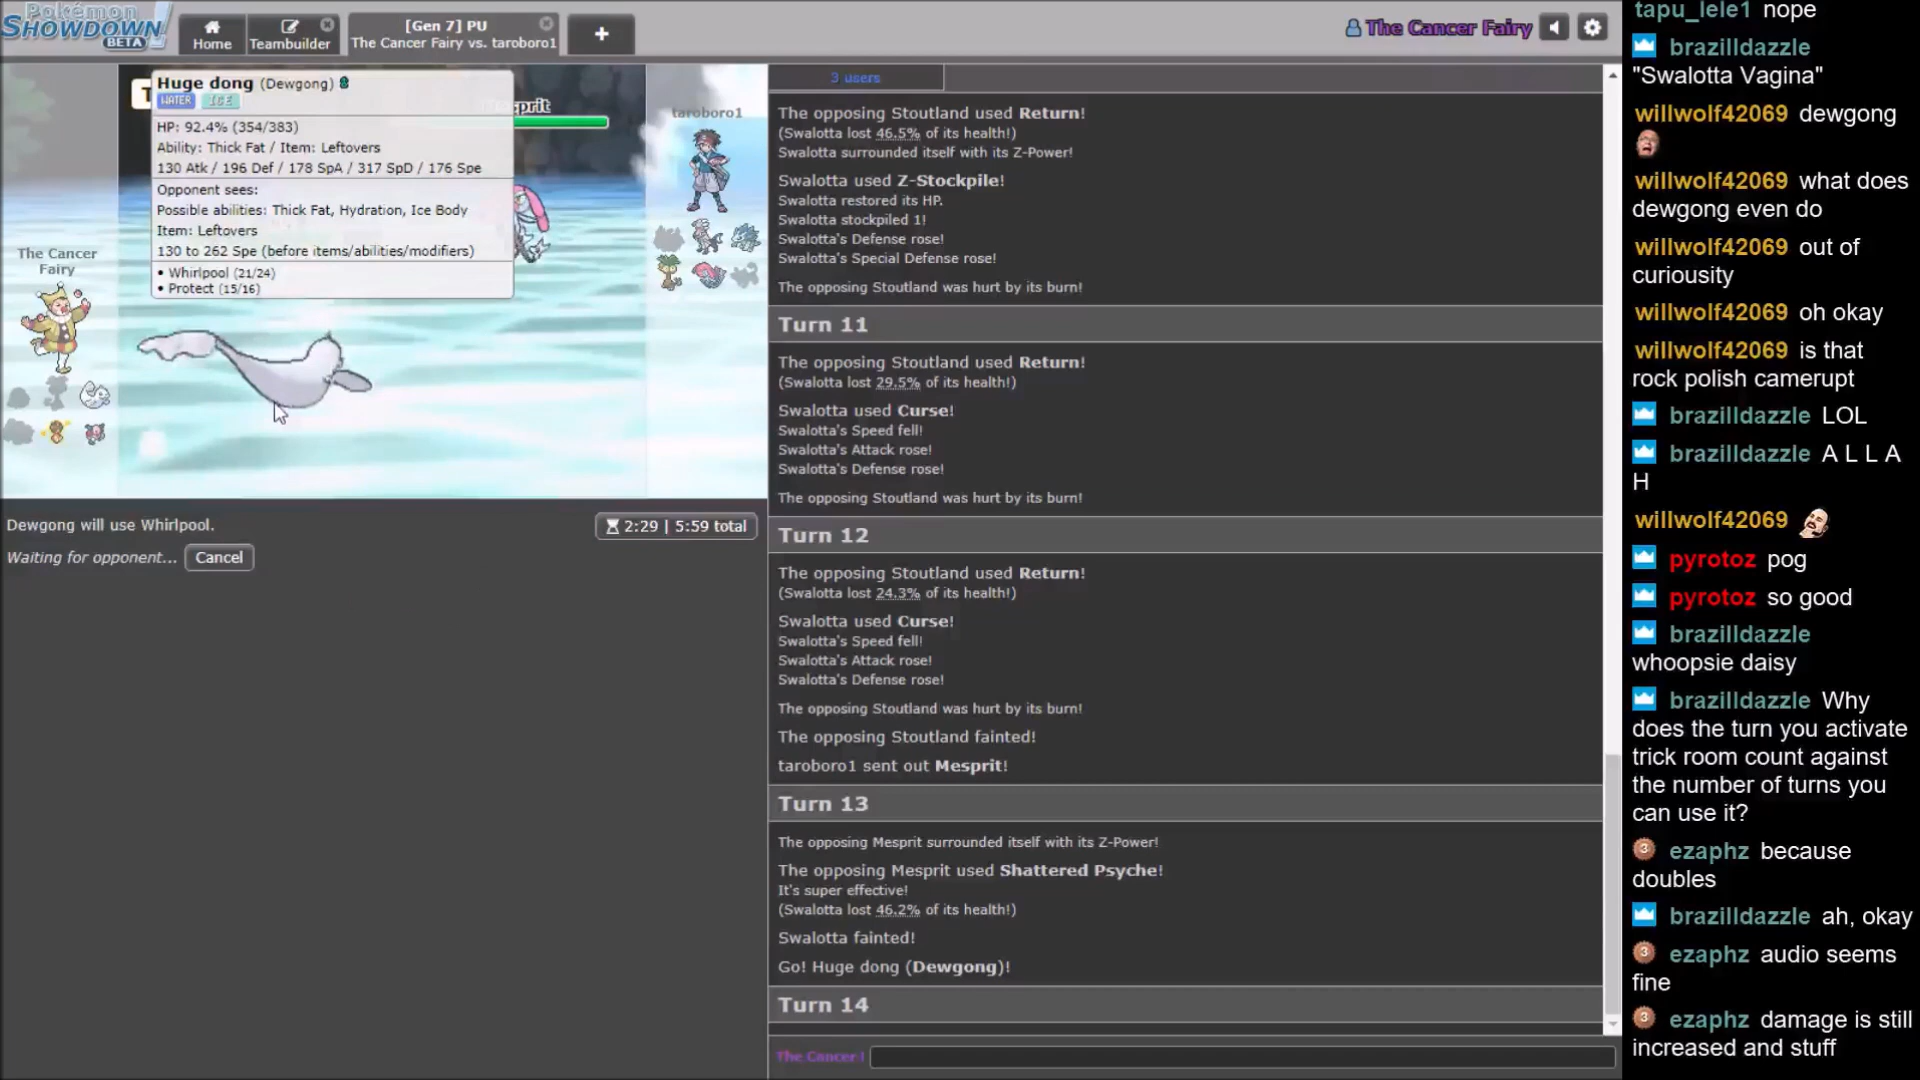 Pokémon
SHOWDOWN!
BETA
Home
Teambuilder
[Gen 7] PU
The Cancer Fairy vs. taroboro1
+
The Cancer Fairy
Huge dong (Dewgong)
WATER ICE
HP: 92.4% (354/383)
Ability: Thick Fat / Item: Leftovers
130 Atk / 196 Def / 178 SpA / 317 SpD / 176 Spe
Opponent sees:
Possible abilities: Thick Fat, Hydration, Ice Body
Item: Leftovers
130 to 262 Spe (before items/abilities/modifiers)
• Whirlpool (21/24)
• Protect (15/16)
T
sprit
taroboro1
The Cancer
Fairy
Dewgong will use Whirlpool.
2:29 | 5:59 total
Waiting for opponent... Cancel
3 users
The opposing Stoutland used Return!
(Swalotta lost 46.5% of its health!)
Swalotta surrounded itself with its Z-Power!
Swalotta used Z-Stockpile!
Swalotta restored its HP.
Swalotta stockpiled 1!
Swalotta's Defense rose!
Swalotta's Special Defense rose!
The opposing Stoutland was hurt by its burn!
Turn 11
The opposing Stoutland used Return!
(Swalotta lost 29.5% of its health!)
Swalotta used Curse!
Swalotta's Speed fell!
Swalotta's Attack rose!
Swalotta's Defense rose!
The opposing Stoutland was hurt by its burn!
Turn 12
The opposing Stoutland used Return!
(Swalotta lost 24.3% of its health!)
Swalotta used Curse!
Swalotta's Speed fell!
Swalotta's Attack rose!
Swalotta's Defense rose!
The opposing Stoutland was hurt by its burn!
The opposing Stoutland fainted!
taroboro1 sent out Mesprit!
Turn 13
The opposing Mesprit surrounded itself with its Z-Power!
The opposing Mesprit used Shattered Psyche!
It's super effective!
(Swalotta lost 46.2% of its health!)
Swalotta fainted!
Go! Huge dong (Dewgong)!
Turn 14
The Cancer
tapu_lele1 nope
brazilldazzle
"Swalotta Vagina"
willwolf42069 dewgong
willwolf42069 what does
dewgong even do
willwolf42069 out of
curiousity
willwolf42069 oh okay
willwolf42069 is that
rock polish camerupt
brazilldazzle LOL
brazilldazzle A L L A
H
willwolf42069
pyrotoz pog
pyrotoz so good
brazilldazzle
whoopsie daisy
brazilldazzle Why
does the turn you activate
trick room count against
the number of turns you
can use it?
3 ezaphz because
doubles
brazilldazzle ah, okay
3 ezaphz audio seems
fine
3 ezaphz damage is still
increased and stuff